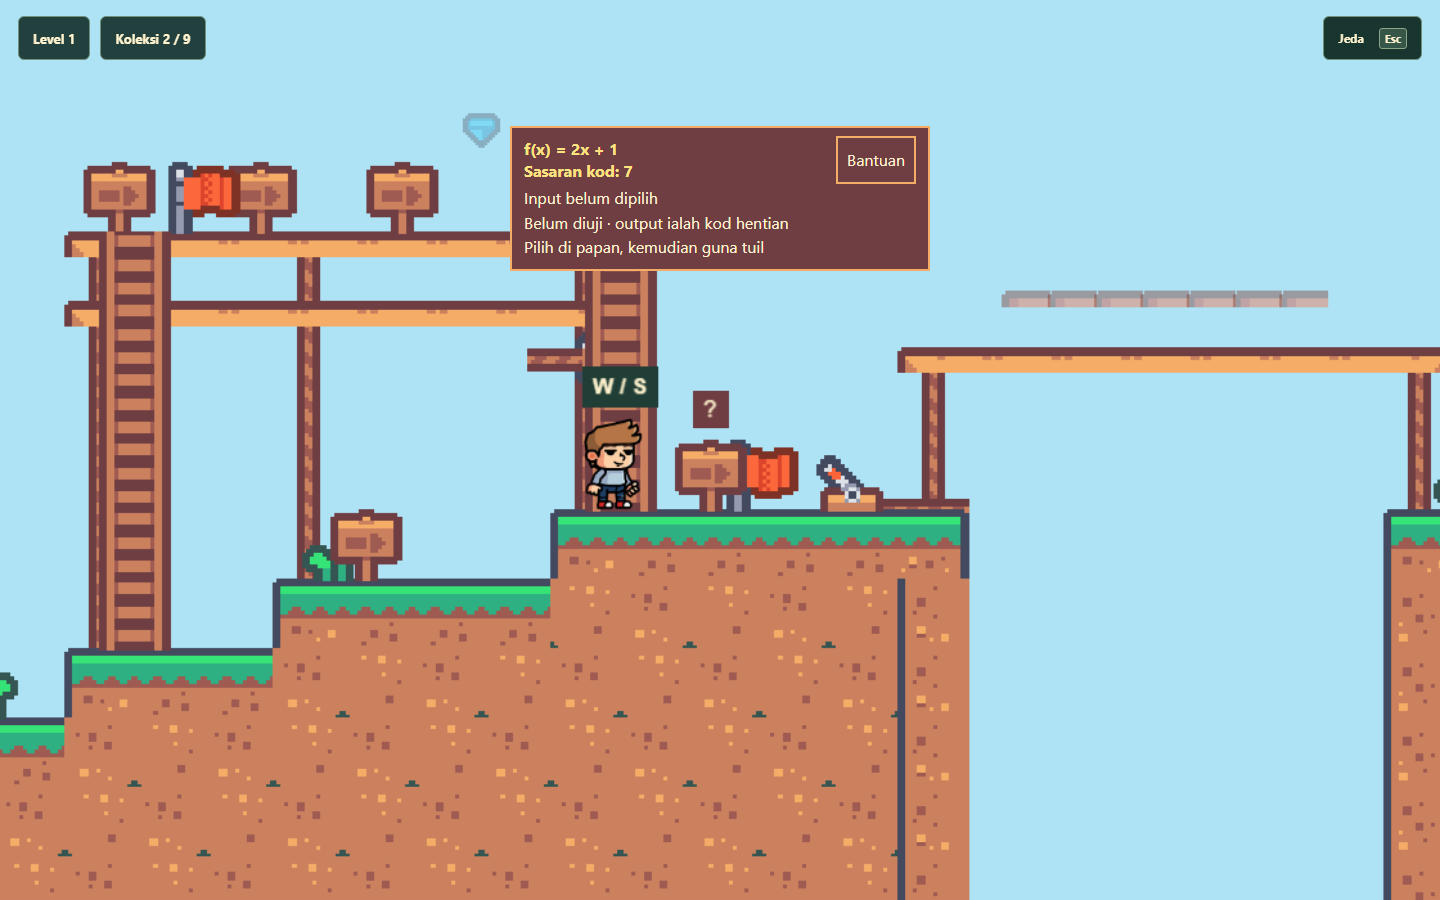 Level 1
Koleksi 2 / 9
Jeda Esc
f(x) = 2x + 1
Sasaran kod: 7
Bantuan
Input belum dipilih
Belum diuji · output ialah kod hentian
Pilih di papan, kemudian guna tuil
W / S
?